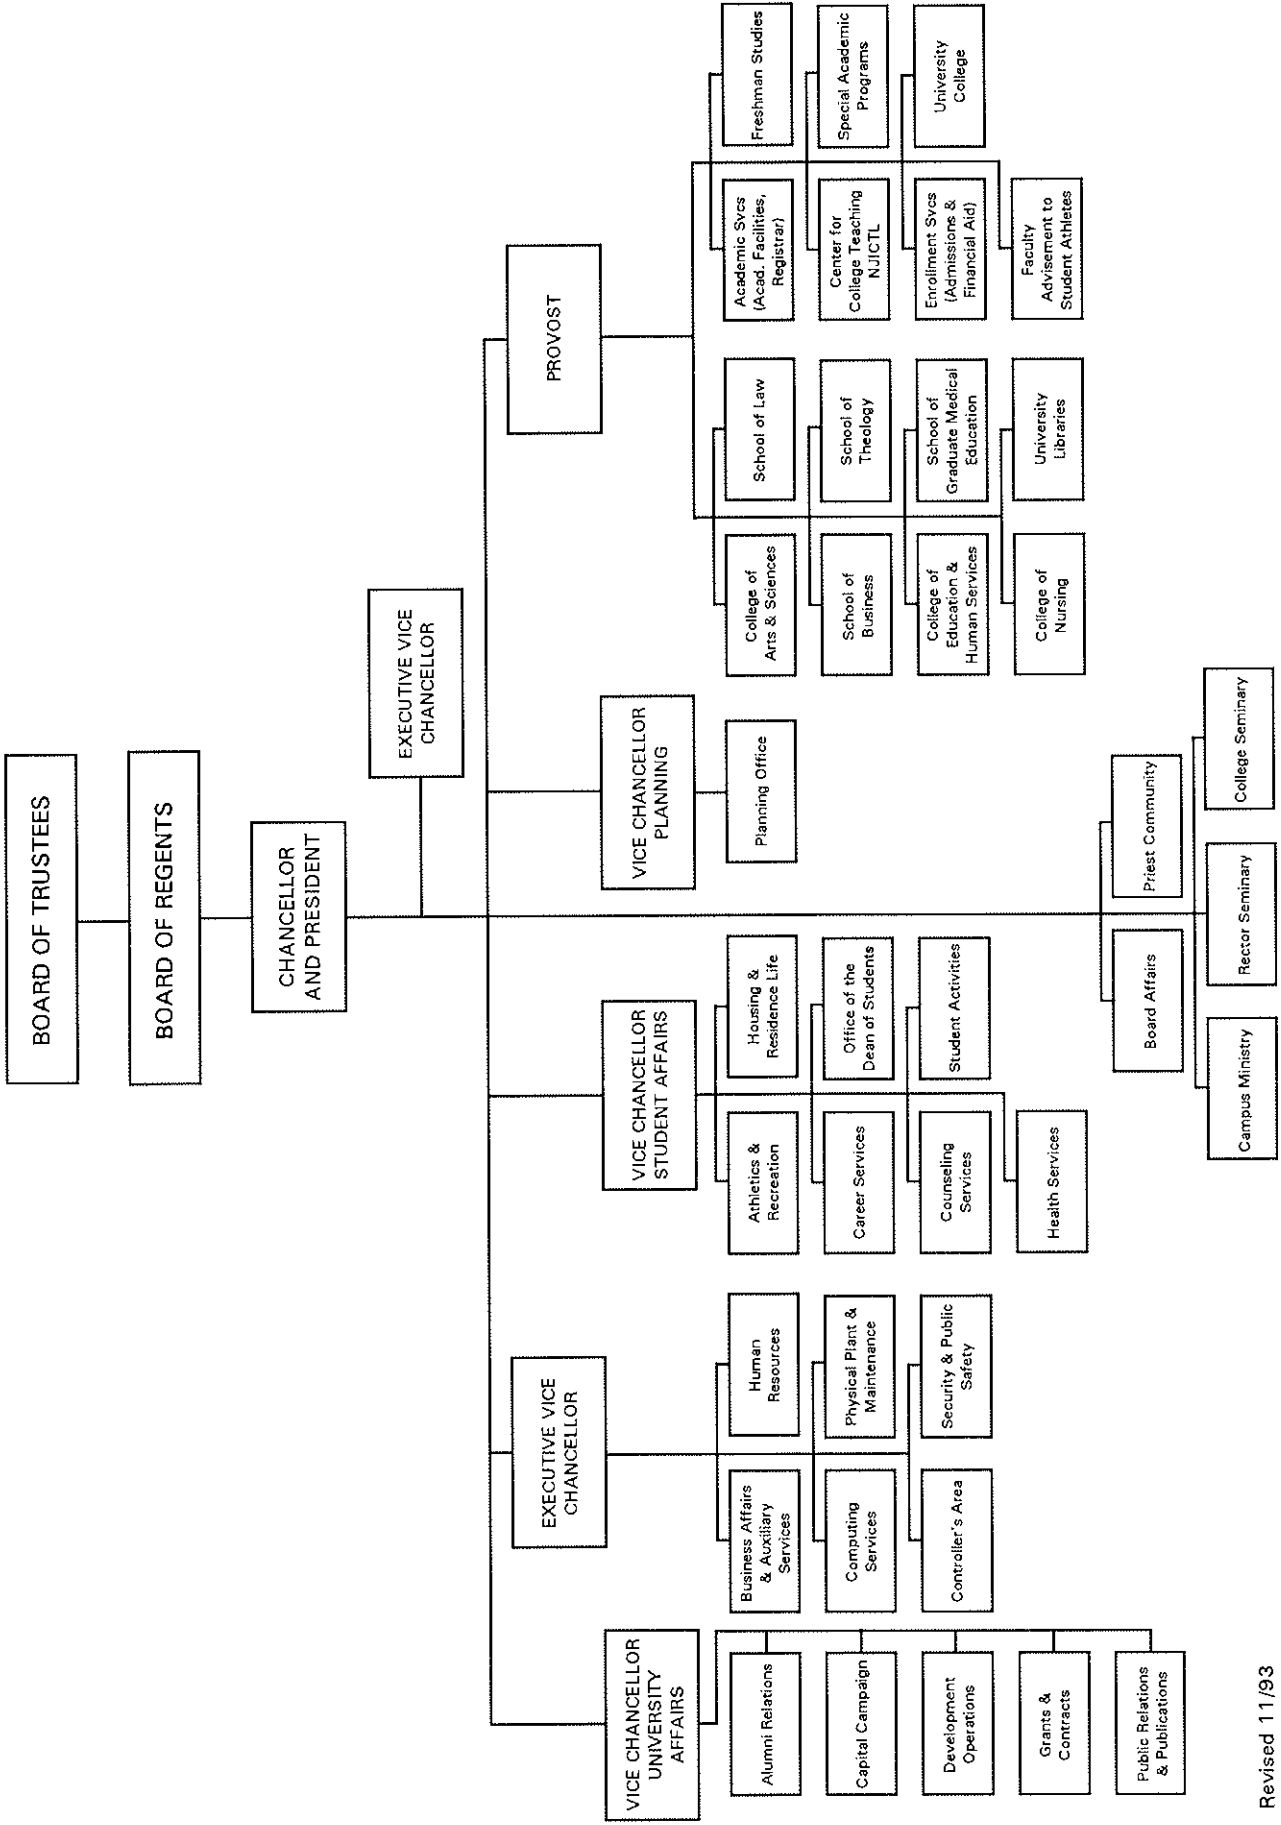 BOARD OF TRUSTEES
BOARD OF REGENTS
CHANCELLOR
AND PRESIDENT
EXECUTIVE VICE
CHANCELLOR
VICE CHANCELLOR
UNIVERSITY
AFFAIRS
Alumni Relations
Capital Campaign
Development
Operations
Grants &
Contracts
Public Relations
& Publications
EXECUTIVE VICE
CHANCELLOR
Business Affairs
& Auxiliary
Services
Human
Resources
Computing
Services
Physical Plant &
Maintenance
Controller's Area
Security & Public
Safety
VICE CHANCELLOR
STUDENT AFFAIRS
Athletics &
Recreation
Housing &
Residence Life
Career Services
Office of the
Dean of Students
Counseling
Services
Student Activities
Health Services
VICE CHANCELLOR
PLANNING
Planning Office
PROVOST
College of
Arts & Sciences
School of Law
School of
Business
School of
Theology
College of
Education &
Human Services
School of
Graduate Medical
Education
College of
Nursing
University
Libraries
Academic Svcs
(Acad. Facilities,
Registrar)
Freshman Studies
Center for
College Teaching
NJICTL
Special Academic
Programs
Enrollment Svcs
(Admissions &
Financial Aid)
University
College
Faculty
Advisement to
Student Athletes
Board Affairs
Priest Community
Campus Ministry
Rector Seminary
College Seminary
Revised 11/93